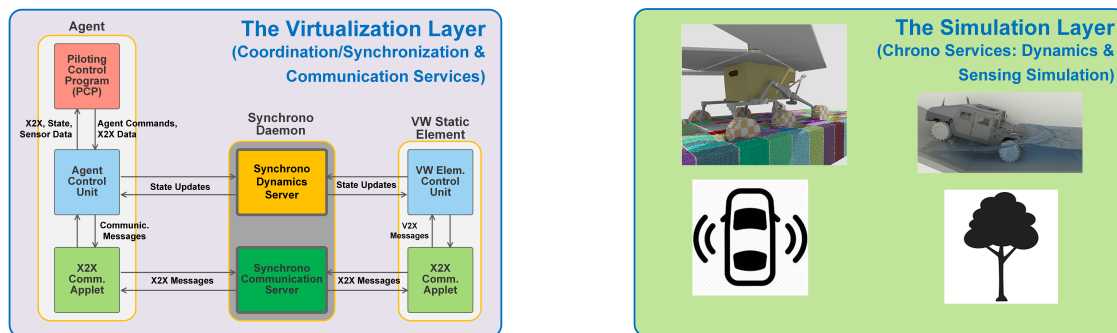 Agent
The Virtualization Layer
(Coordination/Synchronization &
Communication Services)
Piloting
Control
Program
(PCP)
X2X, State,
Sensor Data
Agent Commands,
X2X Data
Synchrono
Daemon
VW Static
Element
Agent
Control
Unit
State Updates
Synchrono
Dynamics
Server
State Updates
VW Elem.
Control
Unit
Communic.
Messages
V2X
Messages
X2X
Comm.
Applet
X2X Messages
Synchrono
Communication
Server
X2X Messages
X2X
Comm.
Applet
The Simulation Layer
(Chrono Services: Dynamics &
Sensing Simulation)